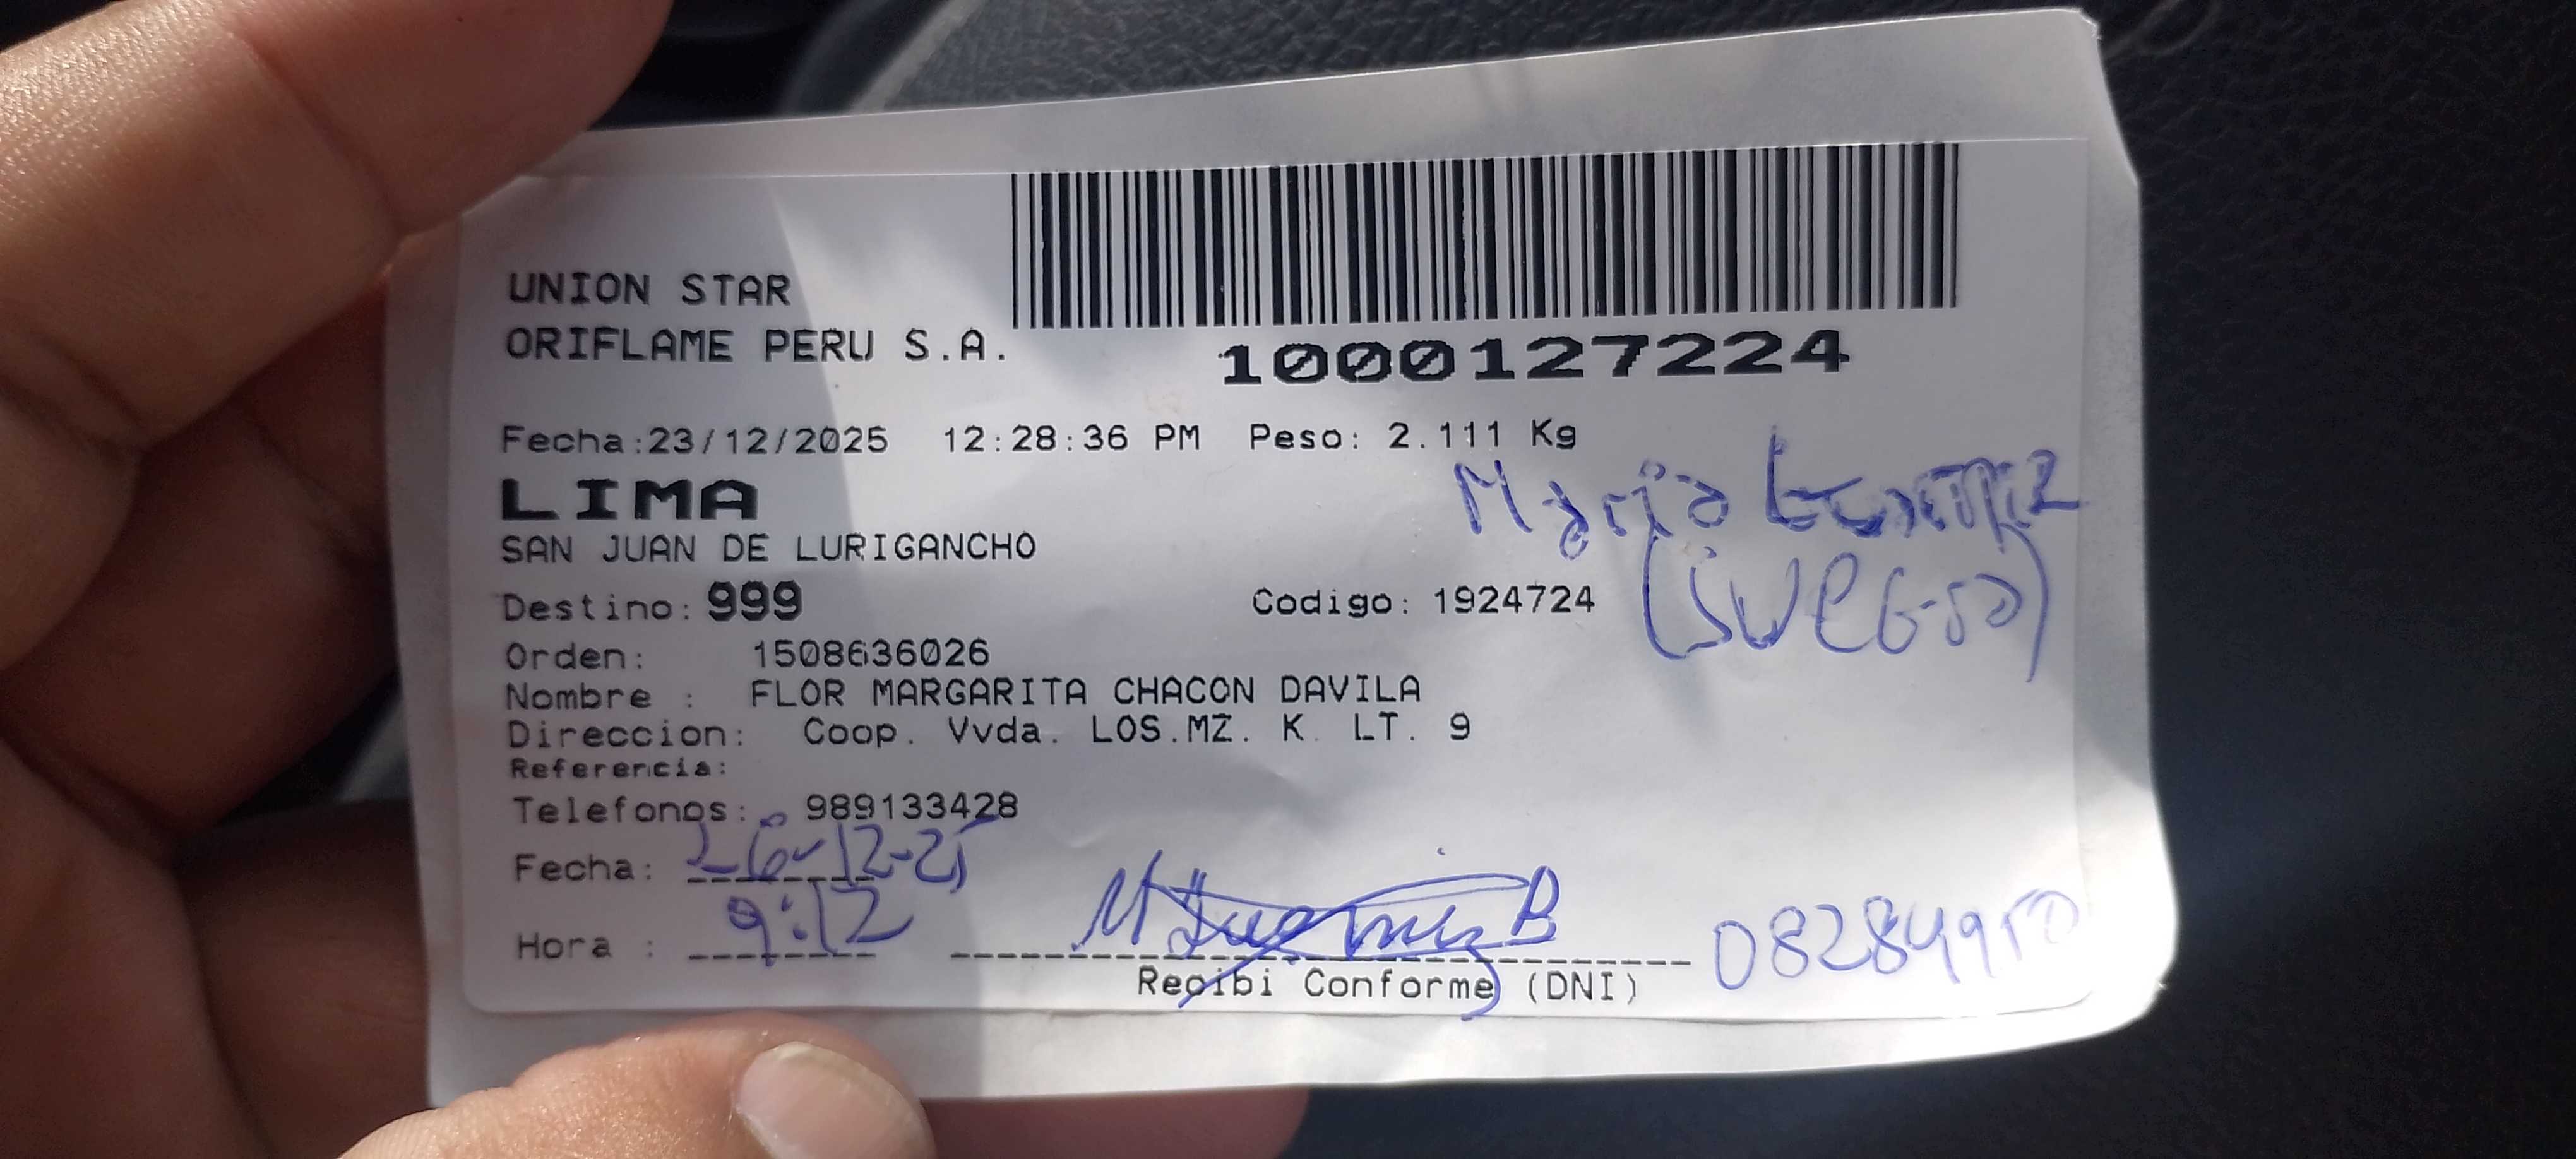 UNION STAR
ORIFLAME PERU S.A.
1000127224
Fecha:23/12/2025 12:28:36 PM Peso: 2.111 Kg
LIMA
SAN JUAN DE LURIGANCHO
Maria
Destino: 999 Codigo: 1924724
(SUEGRA)
Orden: 1508636026
Nombre : FLOR MARGARITA CHACON DAVILA
Direccion: Coop. Vvda. LOS.MZ. K. LT. 9
Referencia:
Telefonos: 989133428
Fecha: 26-12-25
Hora : 9:12
Recibi Conforme (DNI)